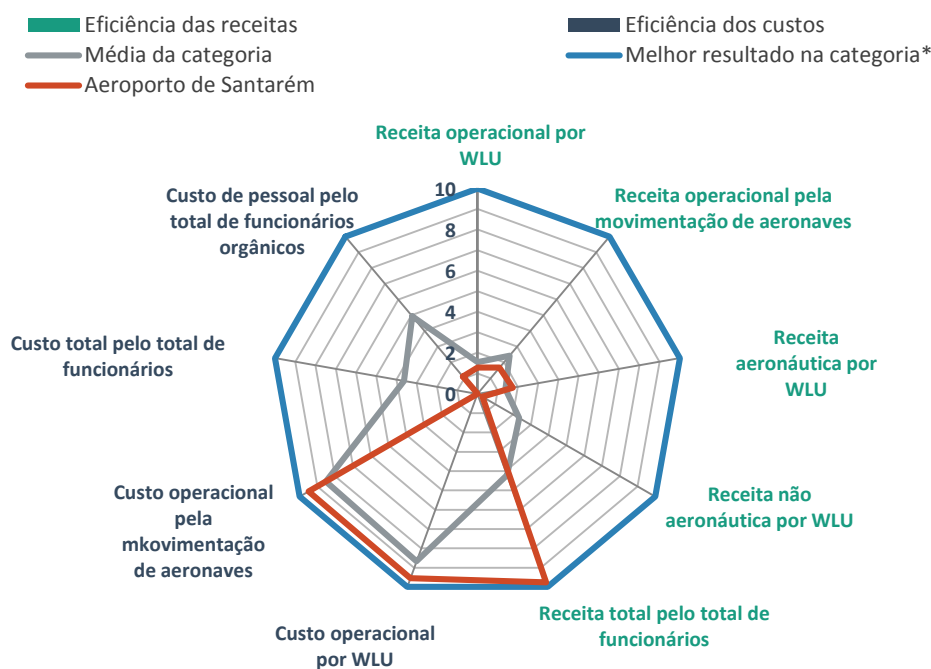 Eficiência das receitas
Eficiência dos custos
Média da categoria
Melhor resultado na categoria*
Aeroporto de Santarém
Receita operacional por
WLU
Receita operacional pela
movimentação de aeronaves
Receita
aeronáutica por
WLU
Receita não
aeronáutica por WLU
Receita total pelo total de
funcionários
Custo operacional
por WLU
Custo operacional
pela
mkovimentação
de aeronaves
Custo total pelo total de
funcionários
Custo de pessoal pelo
total de funcionários
orgânicos
10
8
6
4
2
0